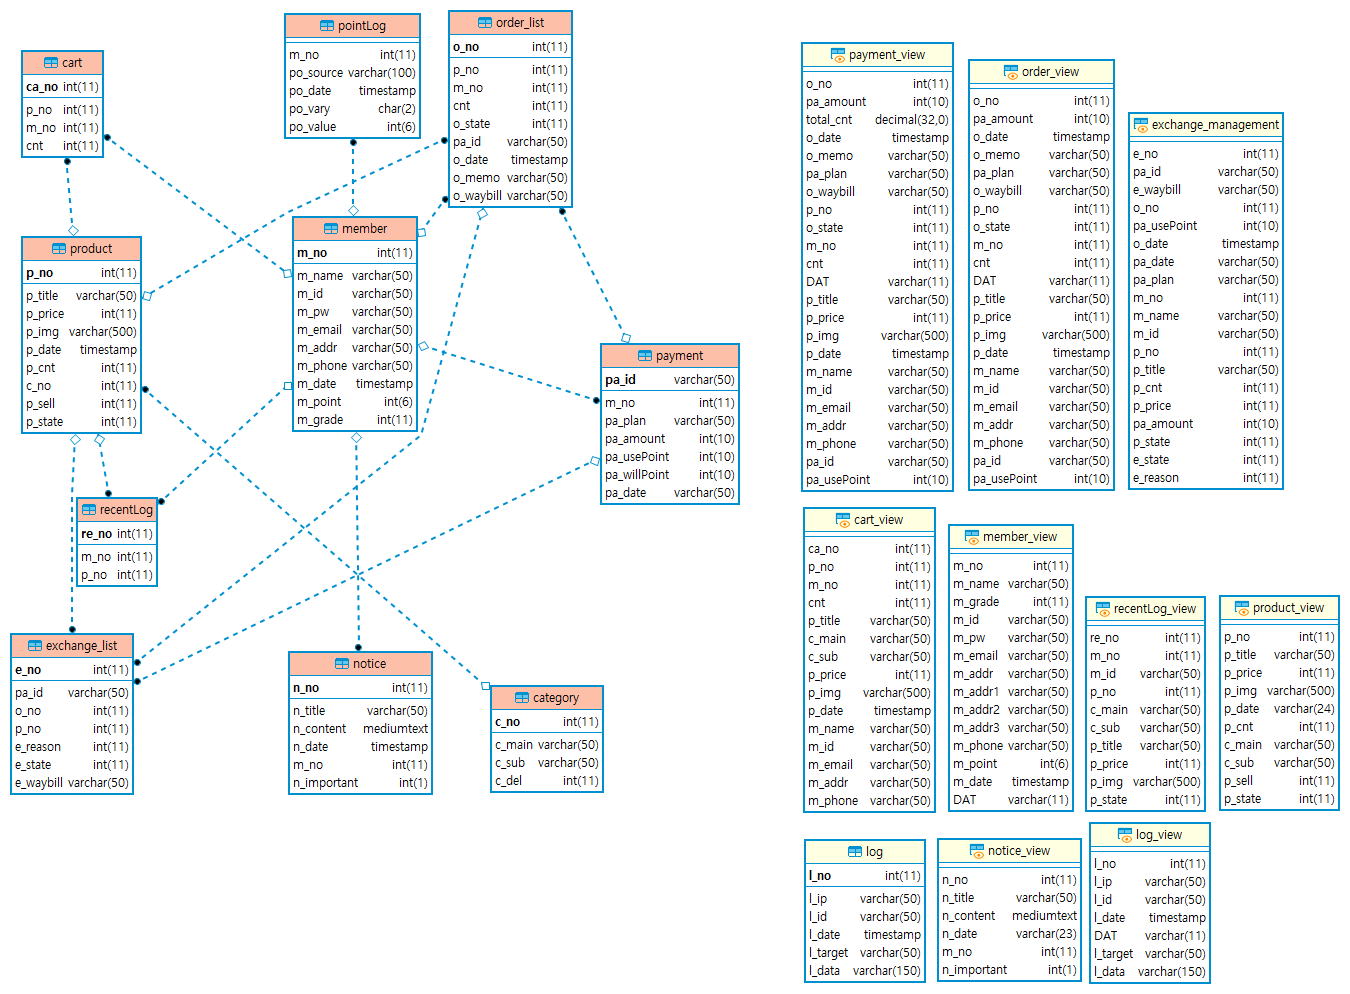 cart
ca_no int(11)
p_no int(11)
m_no int(11)
cnt int(11)
pointLog
m_no int(11)
po_source varchar(100)
po_date timestamp
po_vary char(2)
po_value int(6)
order_list
o_no int(11)
p_no int(11)
m_no int(11)
cnt int(11)
o_state int(11)
pa_id varchar(50)
o_date timestamp
o_memo varchar(50)
o_waybill varchar(50)
product
p_no int(11)
p_title varchar(50)
p_price int(11)
p_img varchar(500)
p_date timestamp
p_cnt int(11)
c_no int(11)
p_sell int(11)
p_state int(11)
member
m_no int(11)
m_name varchar(50)
m_id varchar(50)
m_pw varchar(50)
m_email varchar(50)
m_addr varchar(50)
m_phone varchar(50)
m_date timestamp
m_point int(6)
m_grade int(11)
payment
pa_id varchar(50)
m_no int(11)
pa_plan varchar(50)
pa_amount int(10)
pa_usePoint int(10)
pa_willPoint int(10)
pa_date varchar(50)
recentLog
re_no int(11)
m_no int(11)
p_no int(11)
exchange_list
e_no int(11)
pa_id varchar(50)
o_no int(11)
p_no int(11)
e_reason int(11)
e_state int(11)
e_waybill varchar(50)
notice
n_no int(11)
n_title varchar(50)
n_content mediumtext
n_date timestamp
m_no int(11)
n_important int(1)
category
c_no int(11)
c_main varchar(50)
c_sub varchar(50)
c_del int(11)
payment_view
o_no int(11)
pa_amount int(10)
total_cnt decimal(32,0)
o_date timestamp
o_memo varchar(50)
pa_plan varchar(50)
o_waybill varchar(50)
p_no int(11)
o_state int(11)
m_no int(11)
cnt int(11)
DAT varchar(11)
p_title varchar(50)
p_price int(11)
p_img varchar(500)
p_date timestamp
m_name varchar(50)
m_id varchar(50)
m_email varchar(50)
m_addr varchar(50)
m_phone varchar(50)
pa_id varchar(50)
pa_usePoint int(10)
order_view
o_no int(11)
pa_amount int(10)
o_date timestamp
o_memo varchar(50)
pa_plan varchar(50)
o_waybill varchar(50)
p_no int(11)
o_state int(11)
m_no int(11)
cnt int(11)
DAT varchar(11)
p_title varchar(50)
p_price int(11)
p_img varchar(500)
p_date timestamp
m_name varchar(50)
m_id varchar(50)
m_email varchar(50)
m_addr varchar(50)
m_phone varchar(50)
pa_id varchar(50)
pa_usePoint int(10)
exchange_management
e_no int(11)
pa_id varchar(50)
e_waybill varchar(50)
o_no int(11)
pa_usePoint int(10)
o_date timestamp
pa_date varchar(50)
pa_plan varchar(50)
m_no int(11)
m_name varchar(50)
m_id varchar(50)
p_no int(11)
p_title varchar(50)
p_cnt int(11)
p_price int(11)
pa_amount int(10)
p_state int(11)
e_state int(11)
e_reason int(11)
cart_view
ca_no int(11)
p_no int(11)
m_no int(11)
cnt int(11)
p_title varchar(50)
c_main varchar(50)
c_sub varchar(50)
p_price int(11)
p_img varchar(500)
p_date timestamp
m_name varchar(50)
m_id varchar(50)
m_email varchar(50)
m_addr varchar(50)
m_phone varchar(50)
member_view
m_no int(11)
m_name varchar(50)
m_grade int(11)
m_id varchar(50)
m_pw varchar(50)
m_email varchar(50)
m_addr varchar(50)
m_addr1 varchar(50)
m_addr2 varchar(50)
m_addr3 varchar(50)
m_phone varchar(50)
m_point int(6)
m_date timestamp
DAT varchar(11)
recentLog_view
re_no int(11)
m_no int(11)
m_id varchar(50)
p_no int(11)
c_main varchar(50)
c_sub varchar(50)
p_title varchar(50)
p_price int(11)
p_img varchar(500)
p_state int(11)
product_view
p_no int(11)
p_title varchar(50)
p_price int(11)
p_img varchar(500)
p_date varchar(24)
p_cnt int(11)
c_main varchar(50)
c_sub varchar(50)
p_sell int(11)
p_state int(11)
log
l_no int(11)
l_ip varchar(50)
l_id varchar(50)
l_date timestamp
l_target varchar(50)
l_data varchar(150)
notice_view
n_no int(11)
n_title varchar(50)
n_content mediumtext
n_date varchar(23)
m_no int(11)
n_important int(1)
log_view
l_no int(11)
l_ip varchar(50)
l_id varchar(50)
l_date timestamp
DAT varchar(11)
l_target varchar(50)
l_data varchar(150)